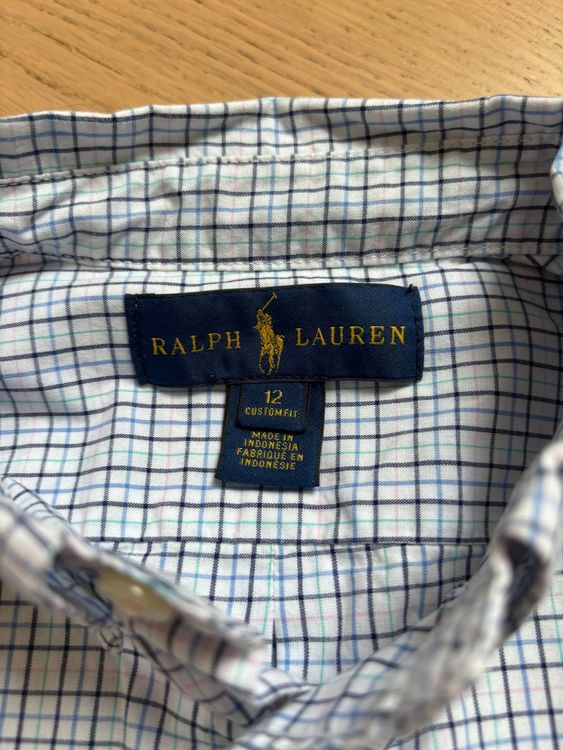 RALPH LAUREN
12
CUSTOM FIT
MADE IN
INDONESIA
FABRIQUÉ EN
INDONÉSIE